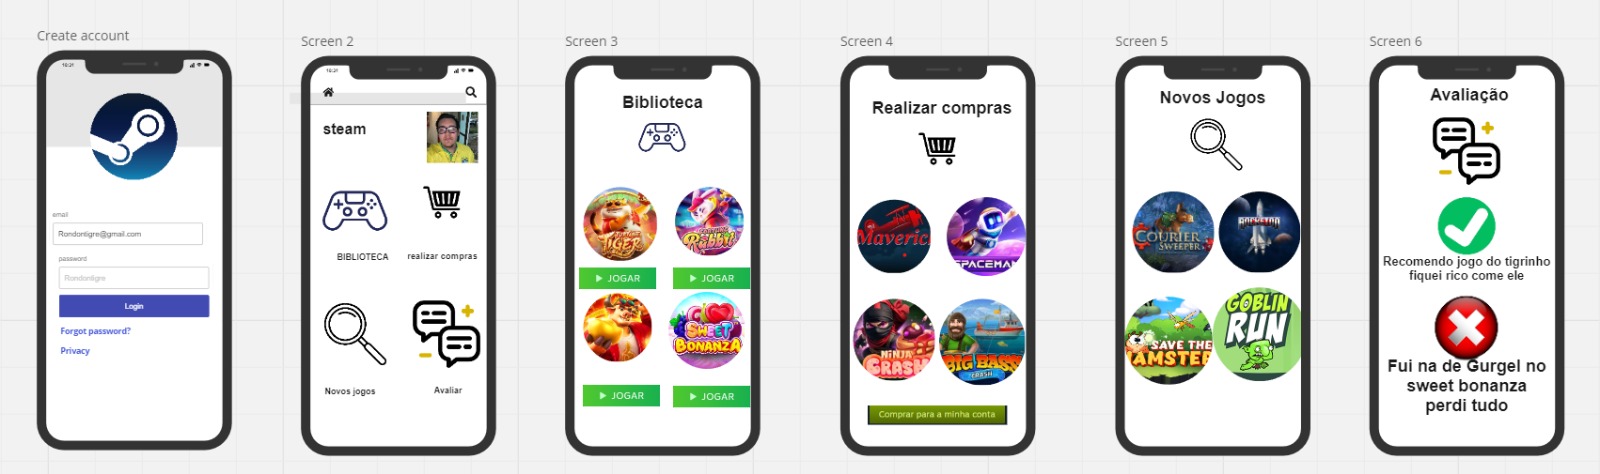 Create account
10:21
email
Rondontigre@gmail.com
password
Rondontigre
Login
Forgot password?
Privacy
Screen 2
10:21
steam
BIBLIOTECA
realizar compras
Novos jogos
Avaliar
Screen 3
Biblioteca
FORTUNE TIGER
FORTUNE Rabbit
JOGAR
JOGAR
SWEET BONANZA
JOGAR
JOGAR
Screen 4
Realizar compras
Maveric
SPACEMAN
NINJA CRASH
BIG BASS CRASH
Comprar para a minha conta
Screen 5
Novos Jogos
COURIER SWEEPER
ROCKETON
SAVE THE HAMSTER
GOBLIN RUN
Screen 6
Avaliação
Recomendo jogo do tigrinho
fiquei rico come ele
Fui na de Gurgel no
sweet bonanza
perdi tudo